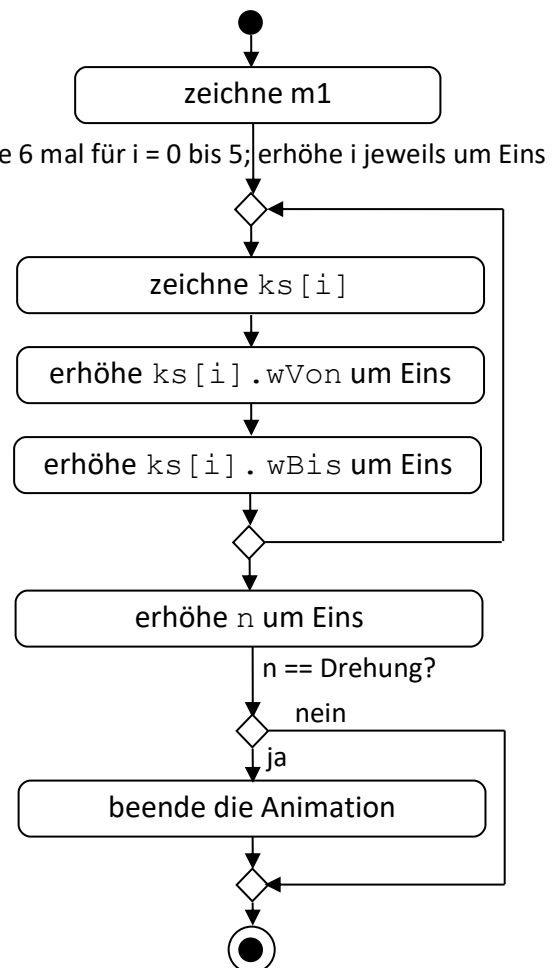 zeichne m1
e 6 mal für i = 0 bis 5; erhöhe i jeweils um Eins
zeichne ks[i]
erhöhe ks[i].wVon um Eins
erhöhe ks[i]. wBis um Eins
erhöhe n um Eins
n == Drehung?
nein
ja
beende die Animation